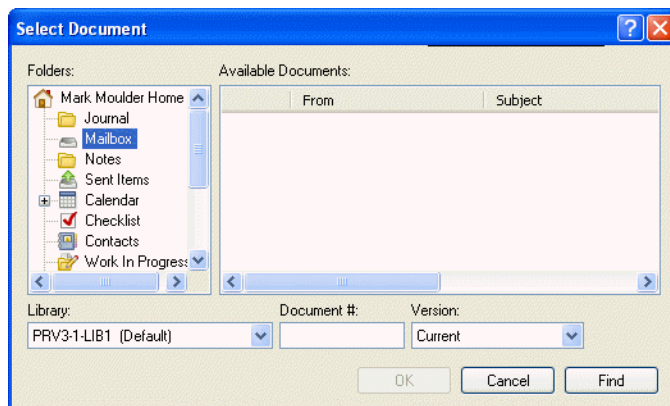 Select Document
Folders: Available Documents:
Mark Moulder Home From Subject
Journal
Mailbox
Notes
Sent Items
Calendar
Checklist
Contacts
Work In Progress
Library: Document #: Version:
PRV3-1-LIB1 (Default) Current
OK Cancel Find